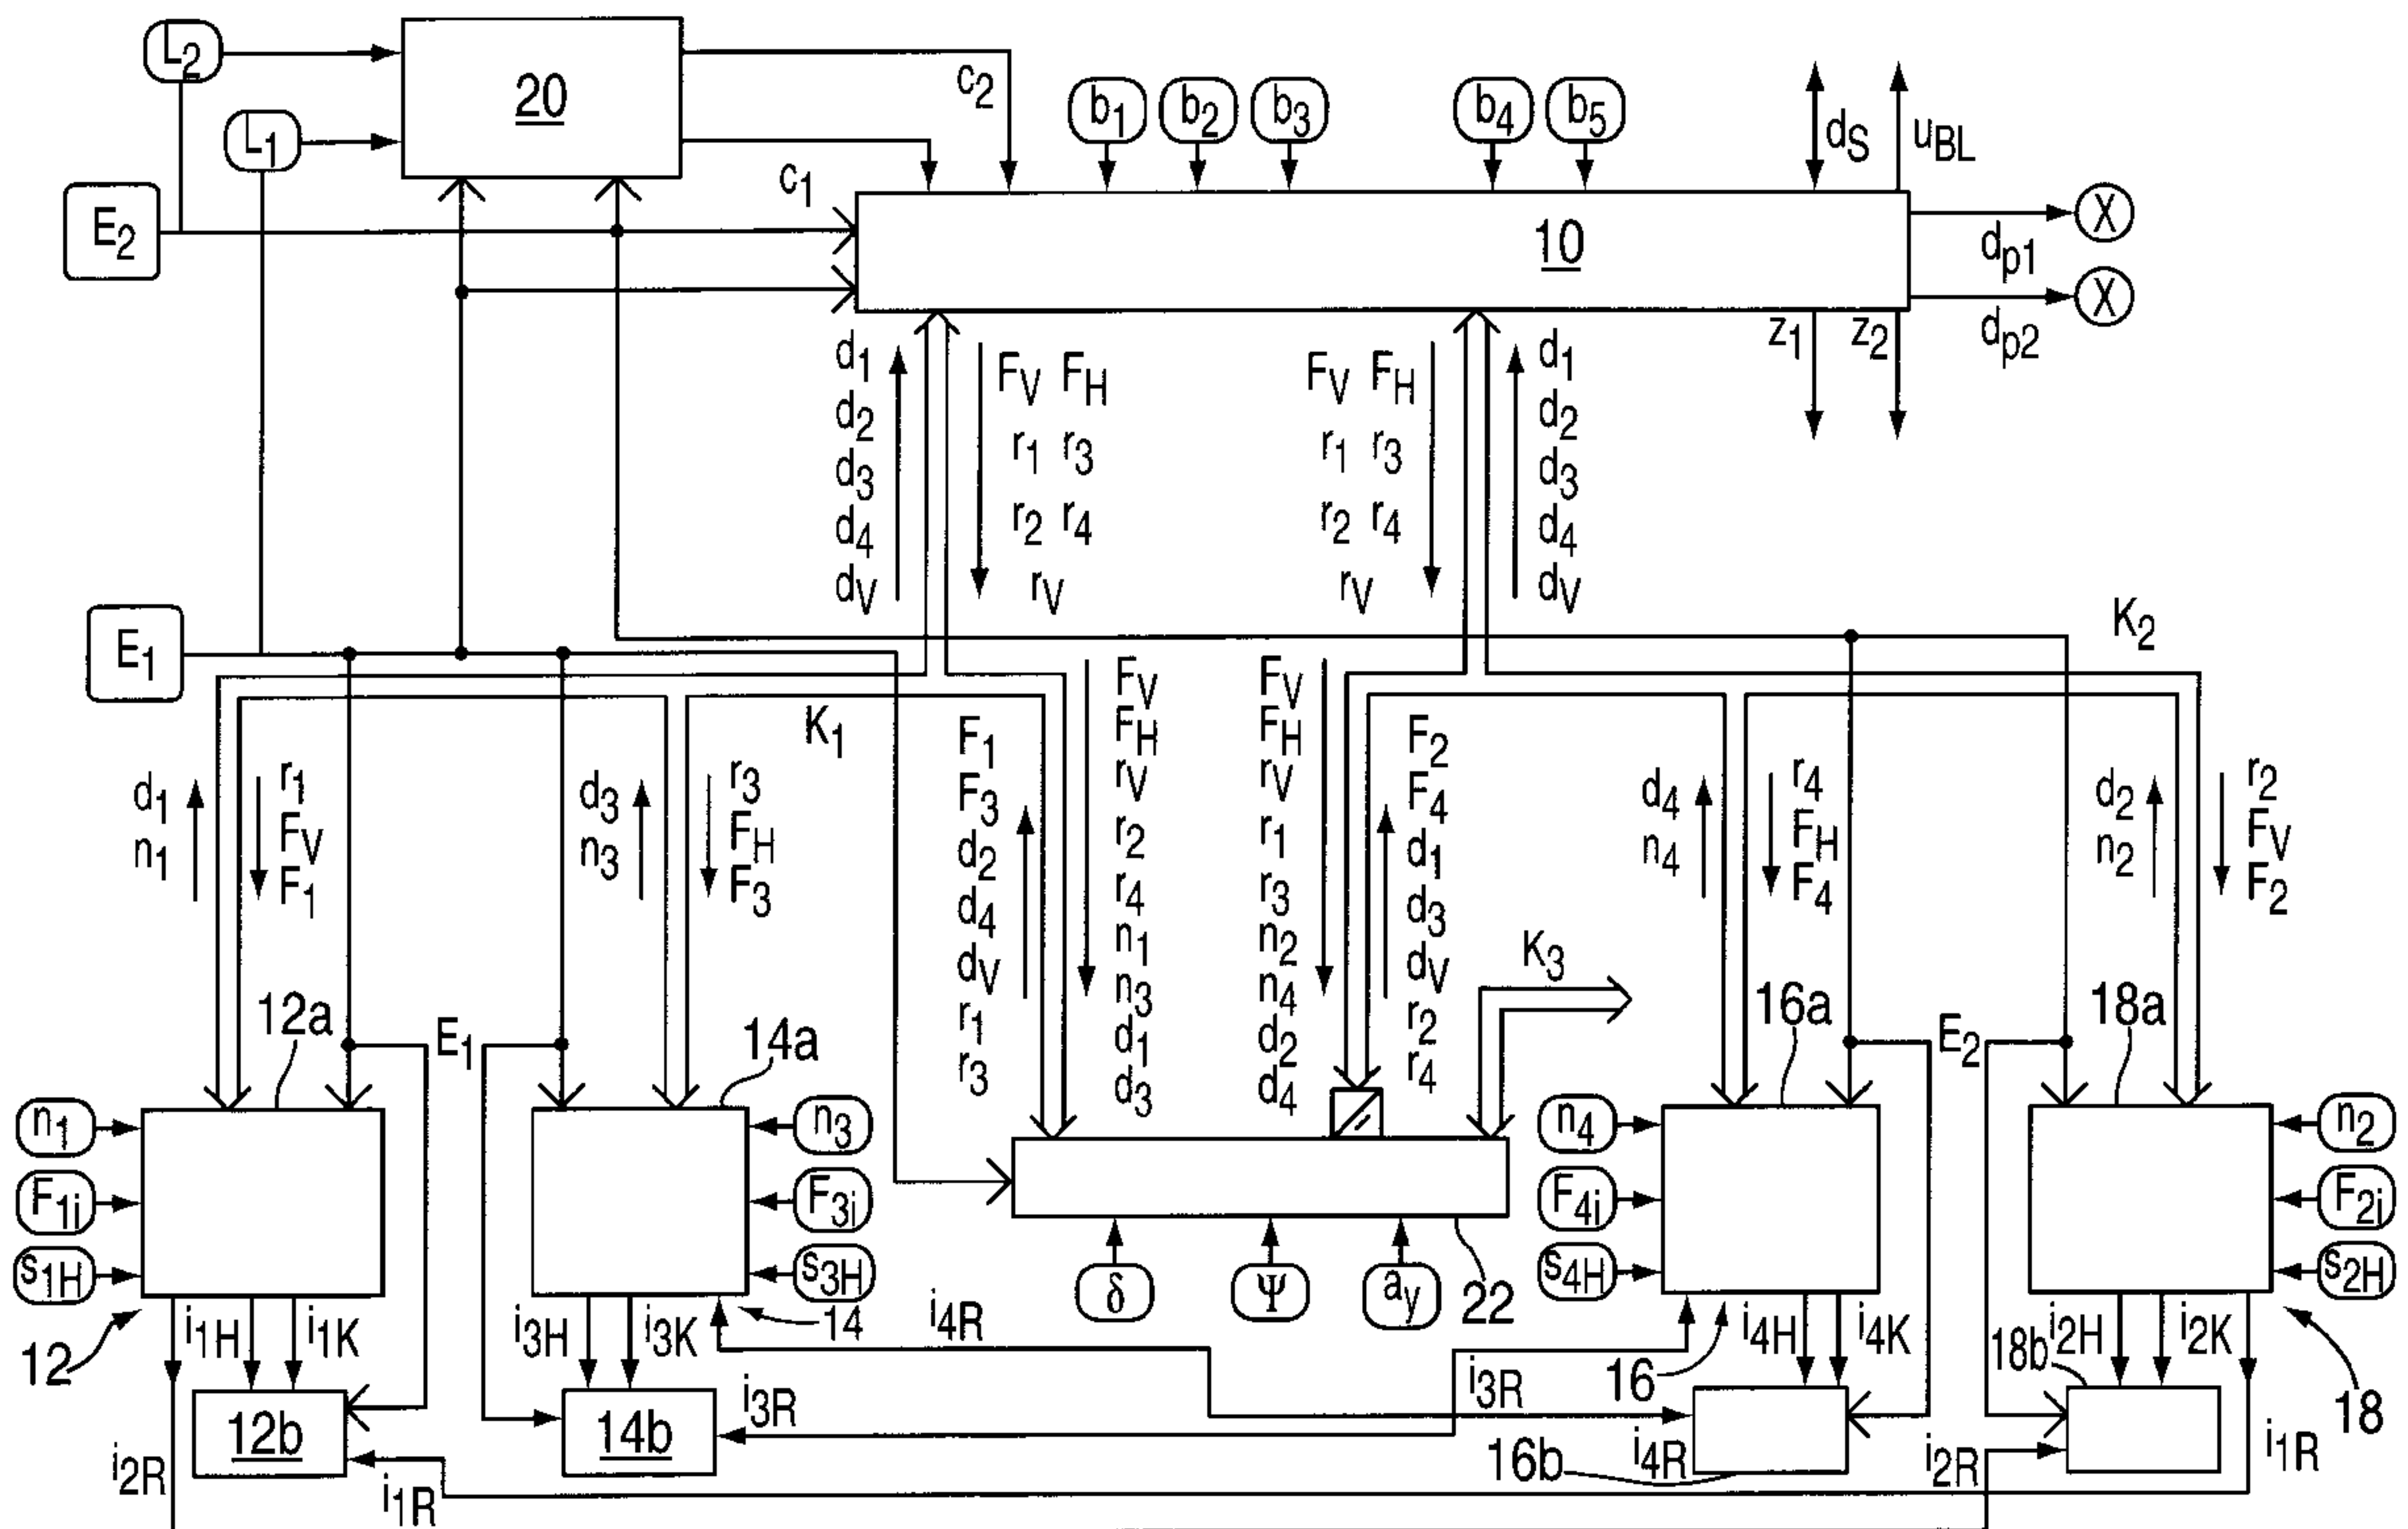 L2
20
c2
b1 b2 b3 b4 b5
dS uBL
L1
E2
c1
10
dp1
dp2
z1 z2
d1
d2
d3
d4
dV
FV FH
r1 r3
r2 r4
rV
FV FH
r1 r3
r2 r4
rV
d1
d2
d3
d4
dV
E1
K2
K1
d1
n1
r1
FV
F1
d3
n3
r3
FH
F3
F1
F3
d2
d4
dV
r1
r3
FV
FH
rV
r2
r4
n1
n3
d1
d3
FV
FH
rV
r1
r3
n2
n4
d2
d4
F2
F4
d1
d3
dV
r2
r4
K3
d4
n4
r4
FH
F4
d2
n2
r2
FV
F2
12a
E1
14a
16a
E2
18a
n1
F1i
s1H
n3
F3i
s3H
n4
F4i
s4H
n2
F2i
s2H
δ Ψ ay
22
12
i1H i1K
i3H i3K
14
i4R
16
i4H i4K
18b
i2H i2K
18
12b
14b
i3R
i3R
i2R
i1R
16b
i4R
i2R
i1R